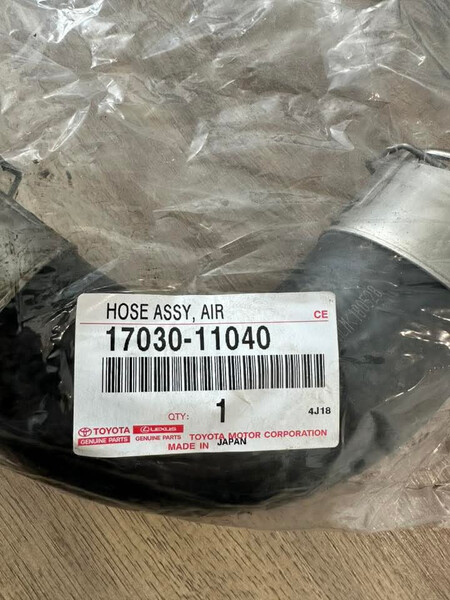 HOSE ASSY, AIR
CE
17030-11040
QTY: 1
4J18
TOYOTA LEXUS
GENUINE PARTS GENUINE PARTS TOYOTA MOTOR CORPORATION
MADE IN JAPAN